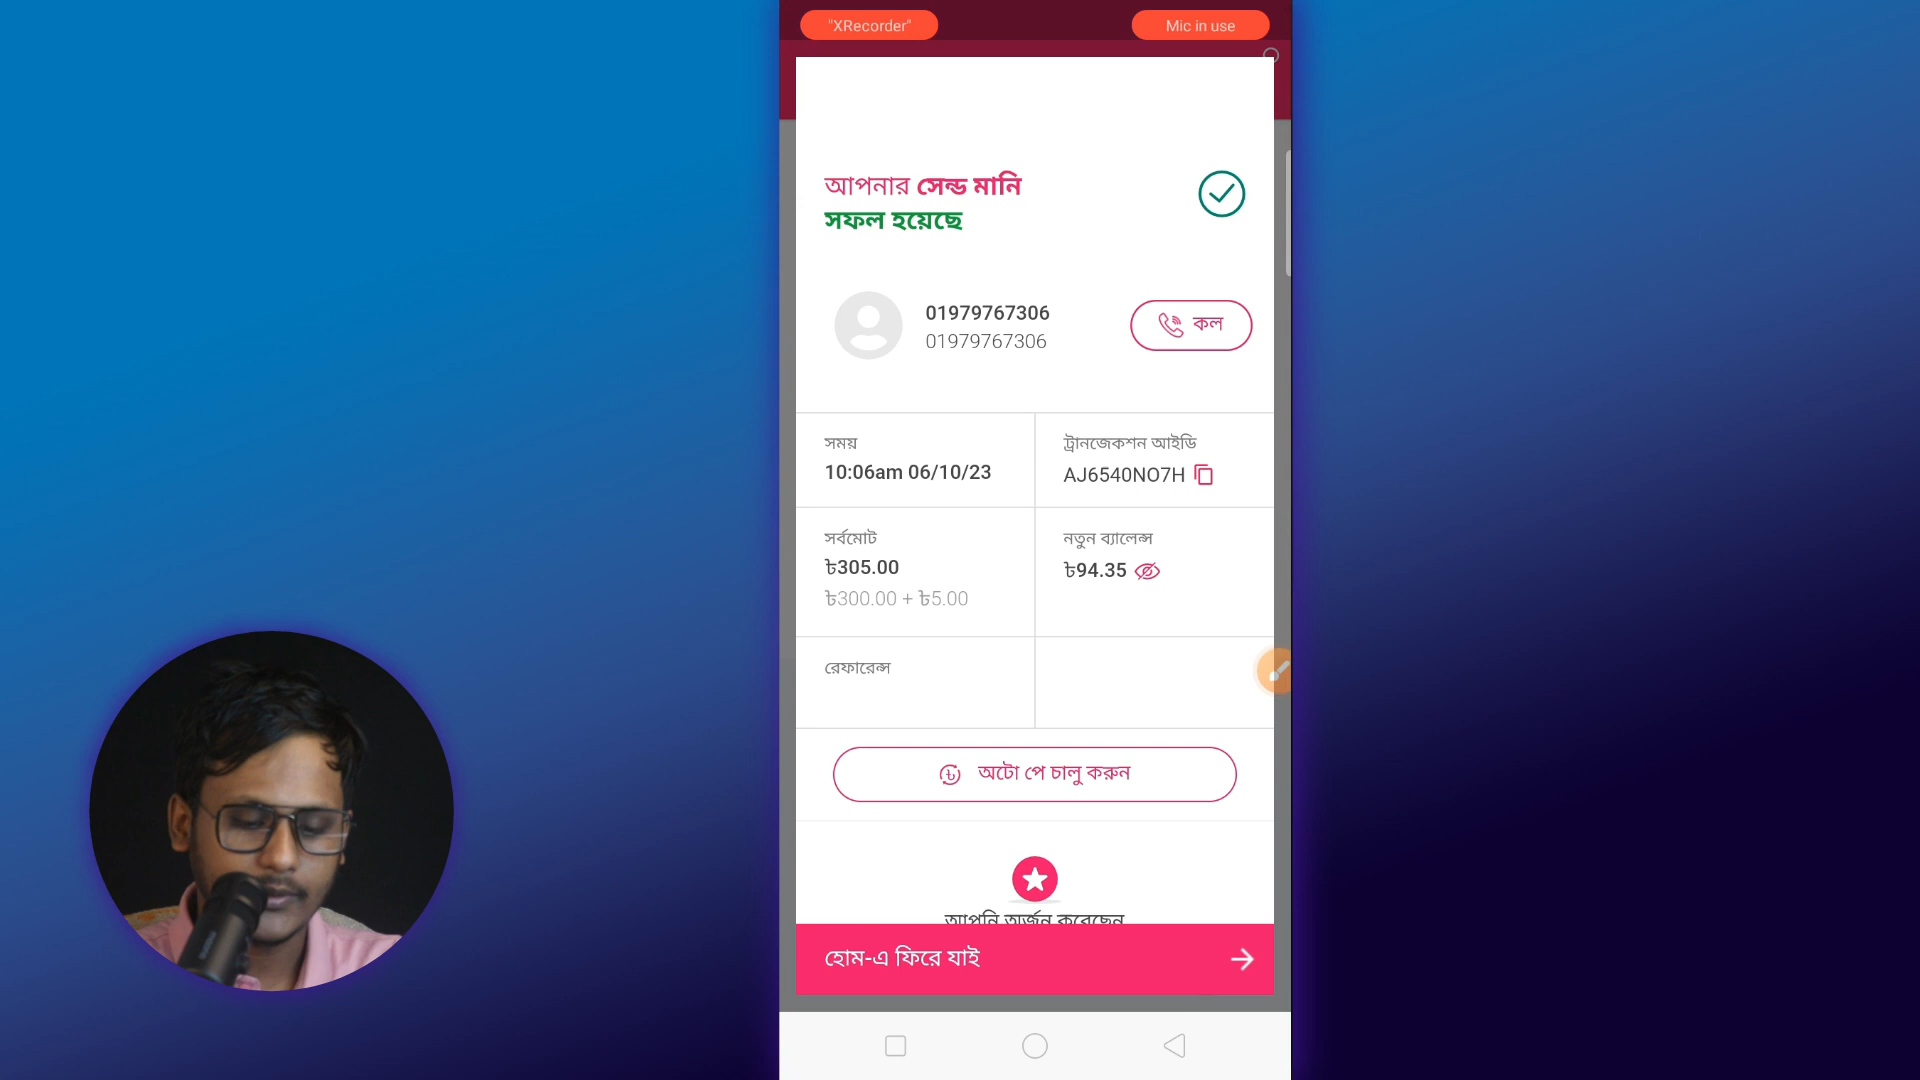 "XRecorder"
Mic in use
আপনার সেন্ড মানি
সফল হয়েছে
01979767306
01979767306
কল
সময়
10:06am 06/10/23
ট্রানজেকশন আইডি
AJ6540NO7H
সর্বমোট
৳305.00
৳300.00 + ৳5.00
নতুন ব্যালেন্স
৳94.35
রেফারেন্স
অটো পে চালু করুন
আপনি অর্জন করেছেন
হোম-এ ফিরে যাই